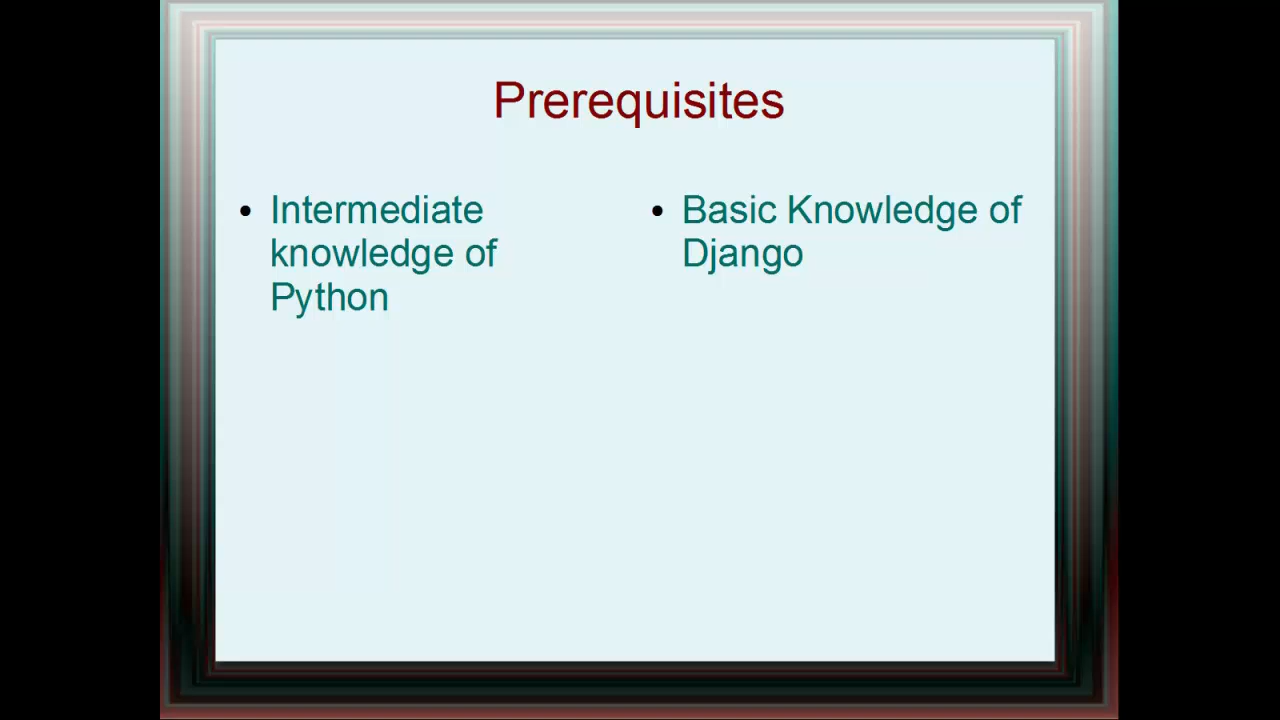 Prerequisites
• Intermediate
knowledge of
Python
• Basic Knowledge of
Django